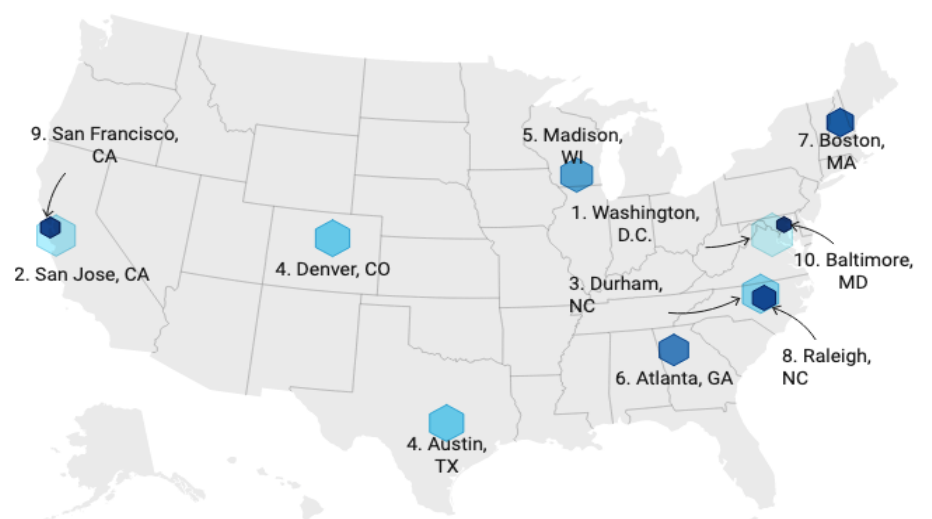 9. San Francisco,
CA
5. Madison,
WI
7. Boston,
MA
1. Washington,
D.C.
2. San Jose, CA
4. Denver, CO
10. Baltimore,
MD
3. Durham,
NC
8. Raleigh,
NC
6. Atlanta, GA
4. Austin,
TX